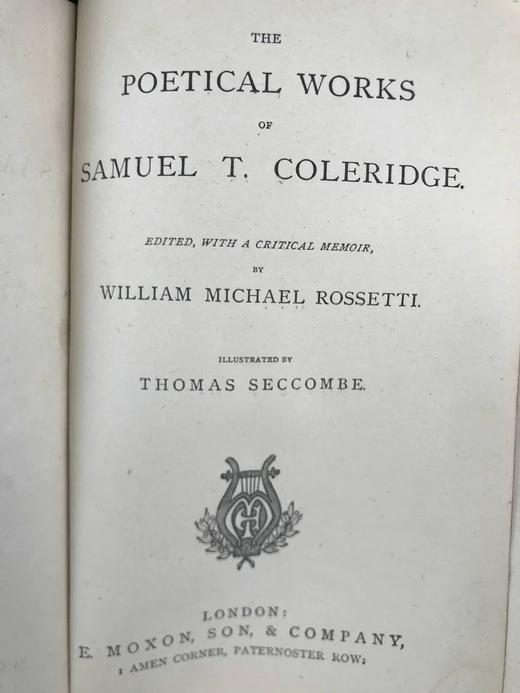 THE
POETICAL WORKS
OF
SAMUEL T. COLERIDGE.
EDITED, WITH A CRITICAL MEMOIR,
BY
WILLIAM MICHAEL ROSSETTI.
ILLUSTRATED BY
THOMAS SECCOMBE.
LONDON:
E. MOXON, SON, & COMPANY,
1 AMEN CORNER, PATERNOSTER ROW;